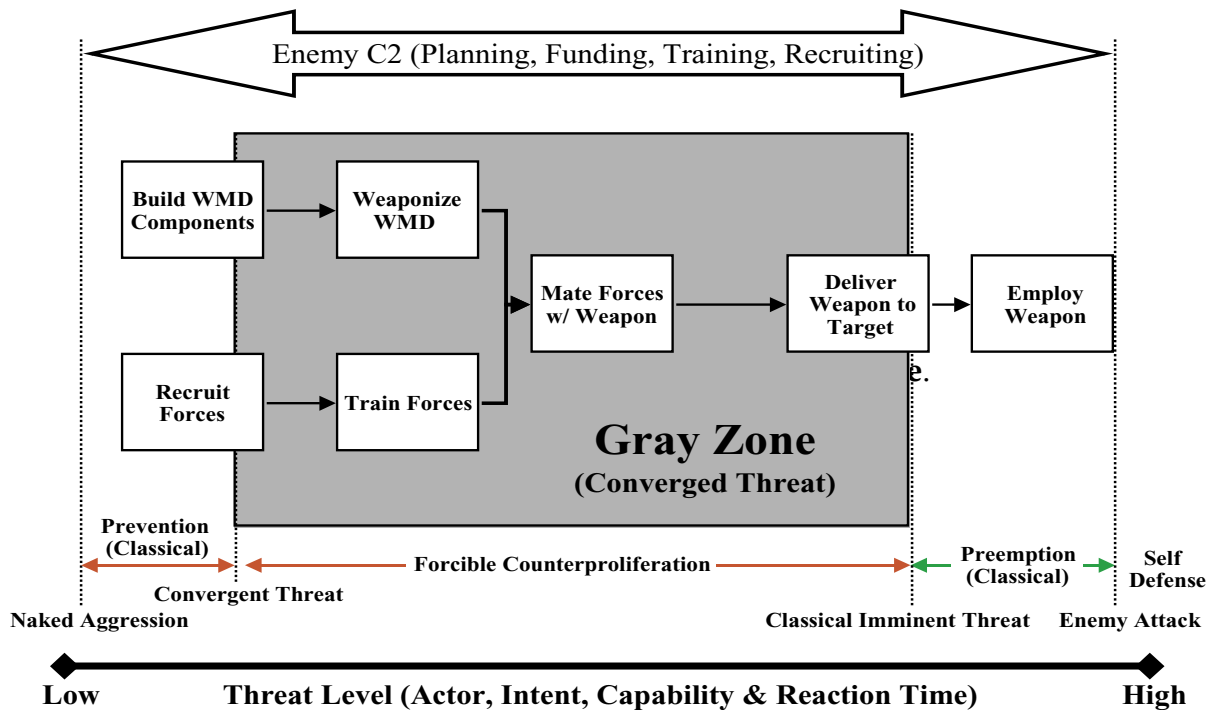 Enemy C2 (Planning, Funding, Training, Recruiting)
Build WMD
Components
Weaponize
WMD
Mate Forces
w/ Weapon
Deliver
Weapon to
Target
Employ
Weapon
e.
Recruit
Forces
Train Forces
Gray Zone
(Converged Threat)
Prevention
(Classical)
Forcible Counterproliferation
Preemption
(Classical)
Self
Defense
Convergent Threat
Naked Aggression
Classical Imminent Threat
Enemy Attack
Low
Threat Level (Actor, Intent, Capability & Reaction Time)
High